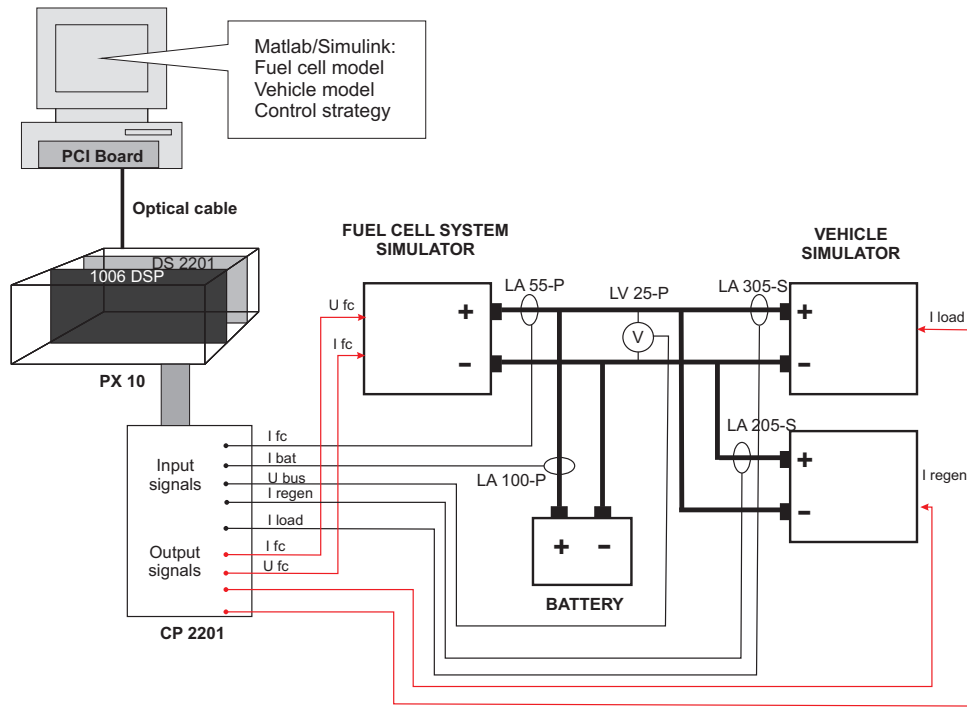 Matlab/Simulink:
Fuel cell model
Vehicle model
Control strategy
PCI Board
Optical cable
DS 2201
1006 DSP
PX 10
FUEL CELL SYSTEM
SIMULATOR
VEHICLE
SIMULATOR
LA 55-P
LV 25-P
LA 305-S
U fc
I fc
+
-
V
+
-
I load
LA 205-S
+
-
I regen
LA 100-P
+
-
BATTERY
Input
signals
I fc
I bat
U bus
I regen
I load
Output
signals
I fc
U fc
CP 2201